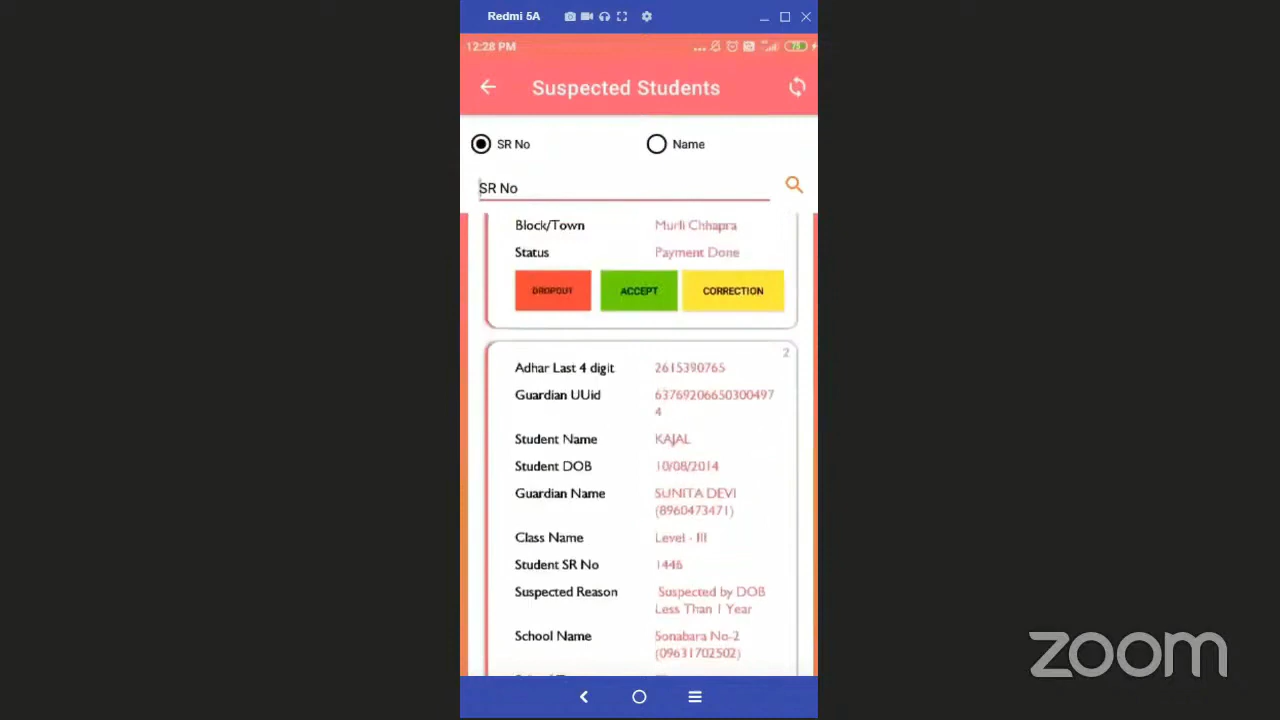 Redmi 5A
12:28 PM
75
Suspected Students
SR No
Name
SR No
Block/Town Murli Chhapra
Status Payment Done
DROPOUT ACCEPT CORRECTION
2
Adhar Last 4 digit 2615390765
Guardian UUid 63769206650300497
4
Student Name KAJAL
Student DOB 10/08/2014
Guardian Name SUNITA DEVI
(8960473471)
Class Name Level - III
Student SR No 1446
Suspected Reason Suspected by DOB
Less Than 1 Year
School Name Sonabara No-2
(09631702502)
zoom